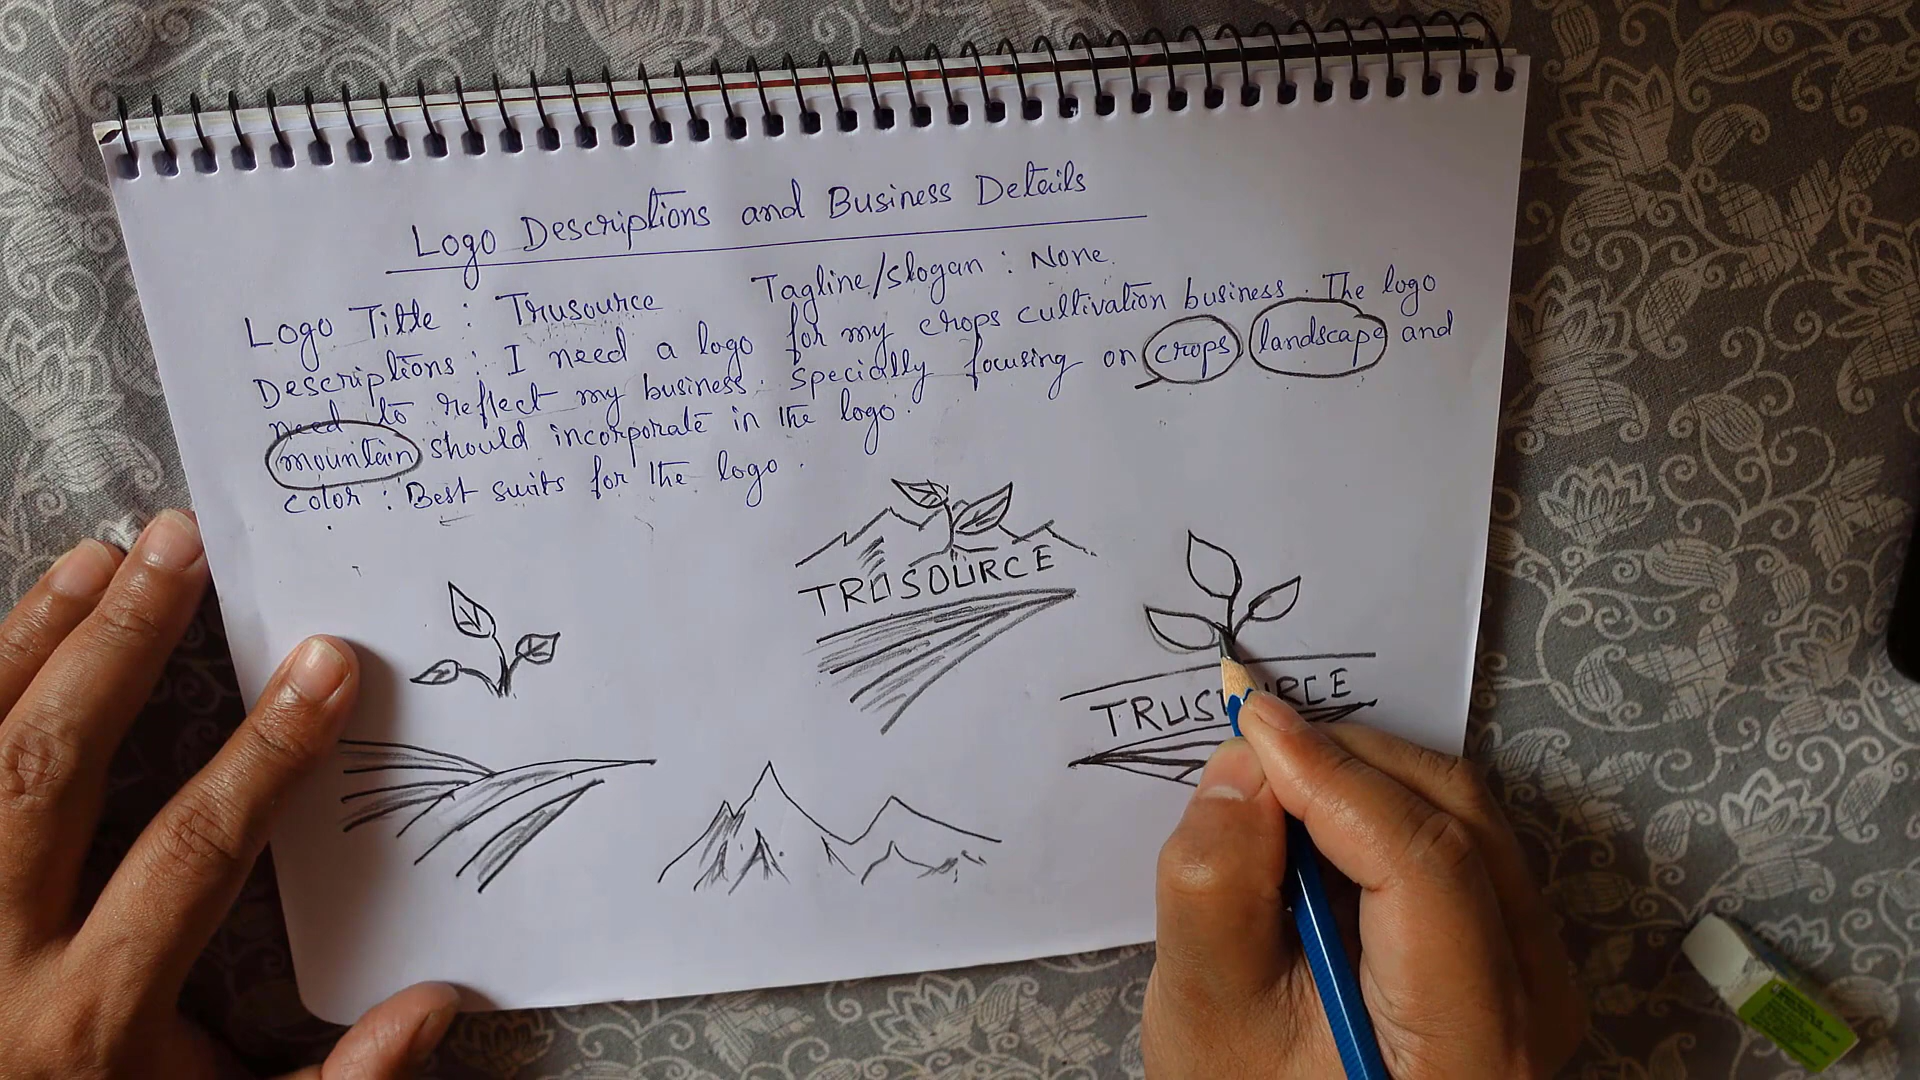 Logo Descriptions and Business Details
Logo Title : Trusource Tagline/slogan : None.
Descriptions : I need a logo for my crops cultivation business. The logo
need to reflect my business. Specially focusing on crops landscape and
mountain should incorporate in the logo.
color : Best suits for the logo.
TRUSOURCE
TRUS URCE